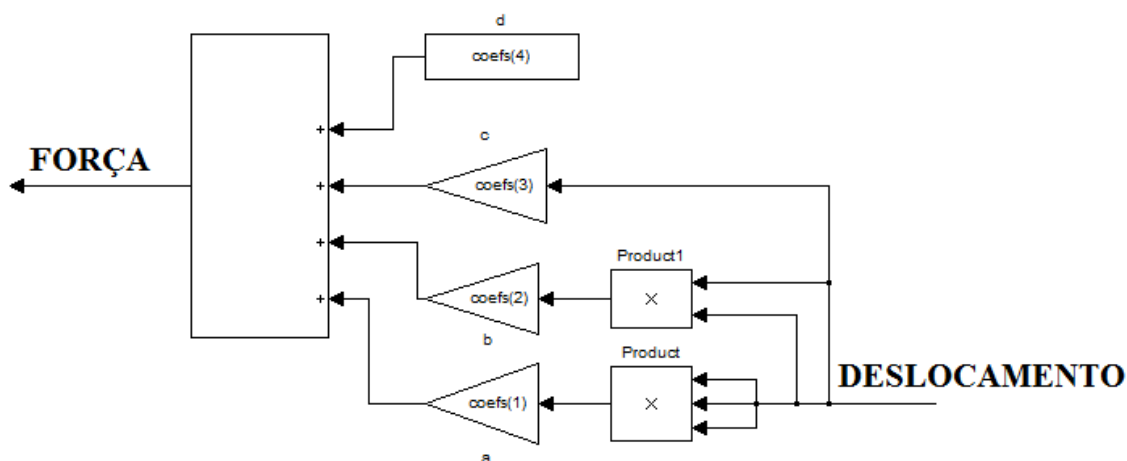 d
coefs(4)
+
c
FORÇA
+
coefs(3)
+
Product1
+
coefs(2)
×
b
Product
DESLOCAMENTO
coefs(1)
×
a